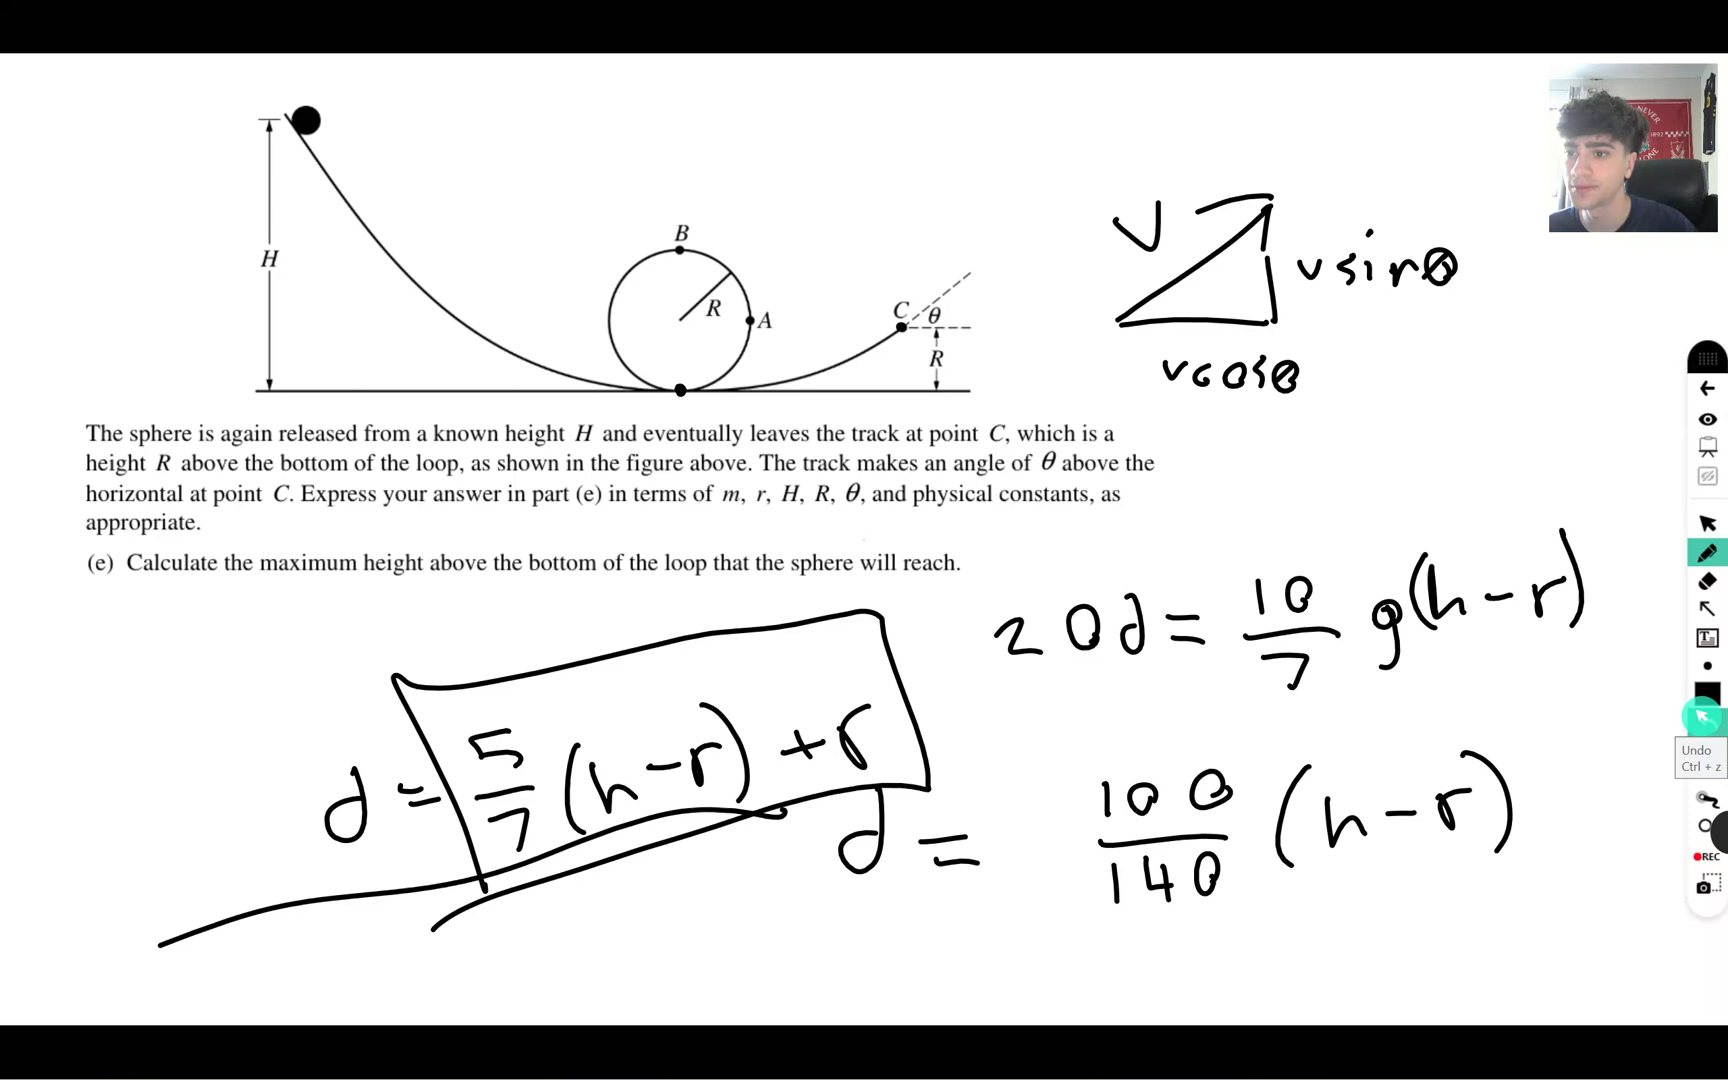 H
B
R
A
C
θ
R
The sphere is again released from a known height H and eventually leaves the track at point C, which is a
height R above the bottom of the loop, as shown in the figure above. The track makes an angle of θ above the
horizontal at point C. Express your answer in part (e) in terms of m, r, H, R, θ, and physical constants, as
appropriate.
(e) Calculate the maximum height above the bottom of the loop that the sphere will reach.
V
v sinθ
vcosθ
20d = 10/7 g(h-r)
d = 5/7 (h-r) + r
d = 100/140 (h-r)
NEVER
1892
Undo
Ctrl + z
REC